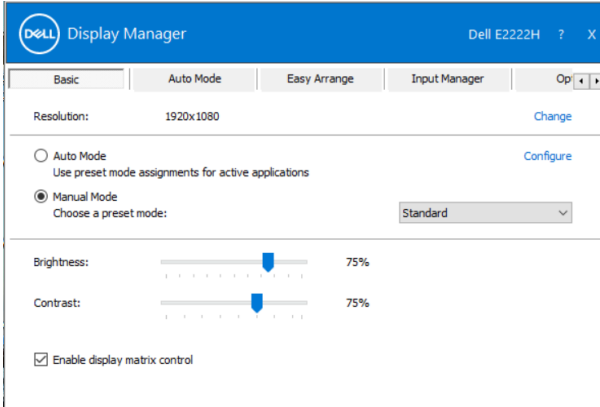 DELL Display Manager Dell E2222H ? X
Basic Auto Mode Easy Arrange Input Manager Op
Resolution: 1920x1080 Change
Auto Mode Configure
Use preset mode assignments for active applications
Manual Mode
Choose a preset mode: Standard
Brightness: 75%
Contrast: 75%
Enable display matrix control